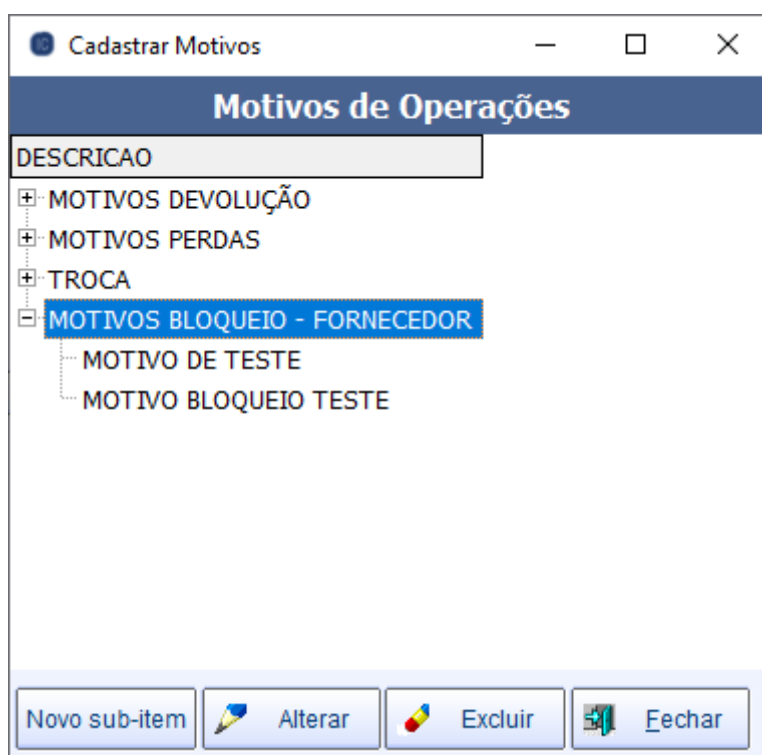 Cadastrar Motivos
Motivos de Operações
DESCRICAO
MOTIVOS DEVOLUÇÃO
MOTIVOS PERDAS
TROCA
MOTIVOS BLOQUEIO - FORNECEDOR
MOTIVO DE TESTE
MOTIVO BLOQUEIO TESTE
Novo sub-item Alterar Excluir Fechar